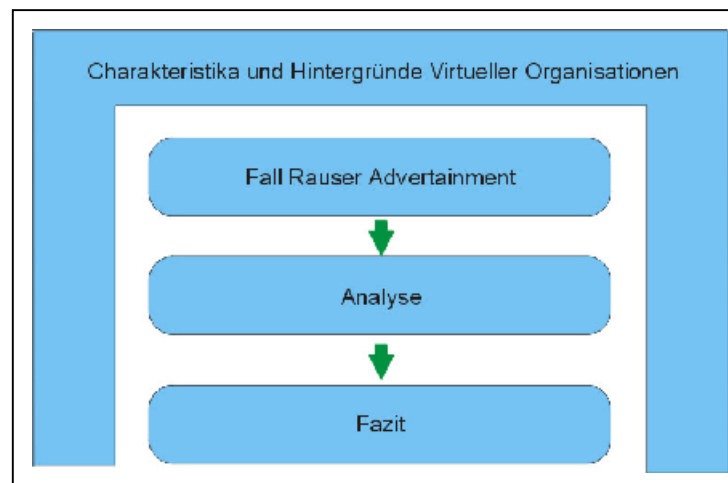 Charakteristika und Hintergründe Virtueller Organisationen
Fall Rauser Advertainment
Analyse
Fazit